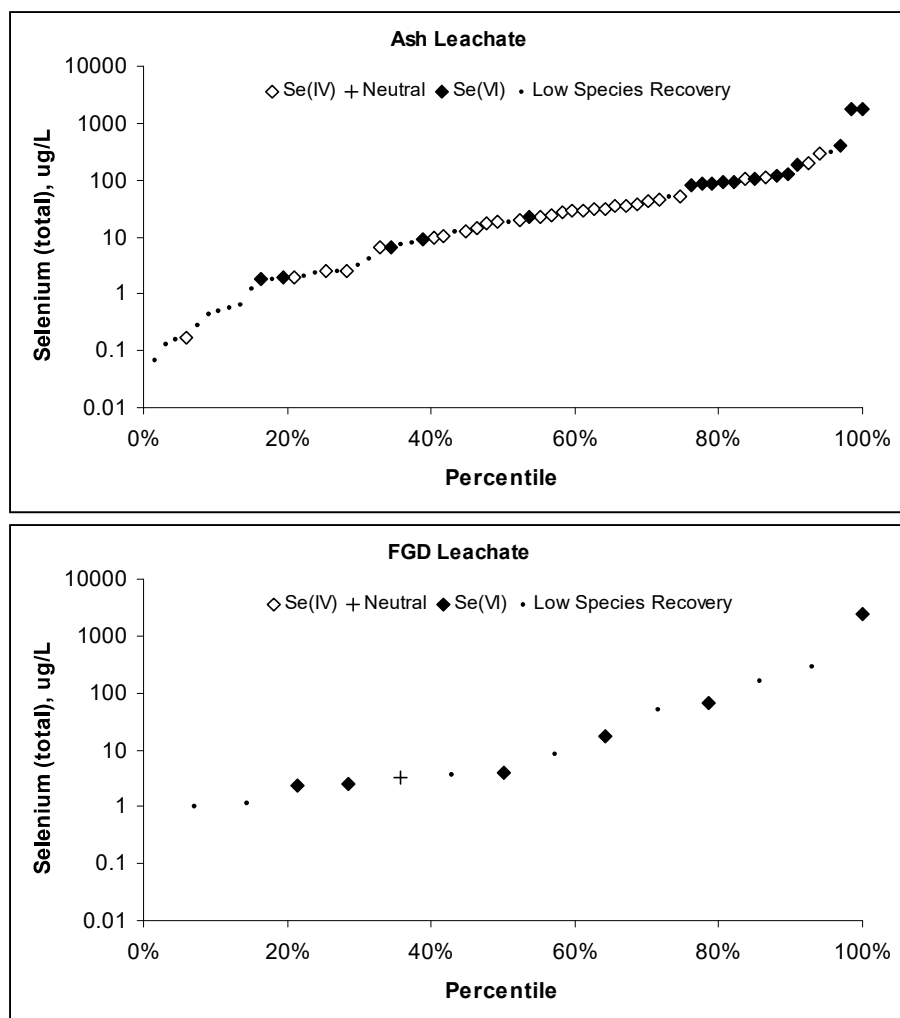 Ash Leachate
10000
◇ Se(IV) + Neutral ◆ Se(VI) · Low Species Recovery
1000
100
10
1
0.1
0.01
Selenium (total), ug/L
0% 20% 40% 60% 80% 100%
Percentile
FGD Leachate
10000
◇ Se(IV) + Neutral ◆ Se(VI) · Low Species Recovery
1000
100
10
1
0.1
0.01
Selenium (total), ug/L
0% 20% 40% 60% 80% 100%
Percentile